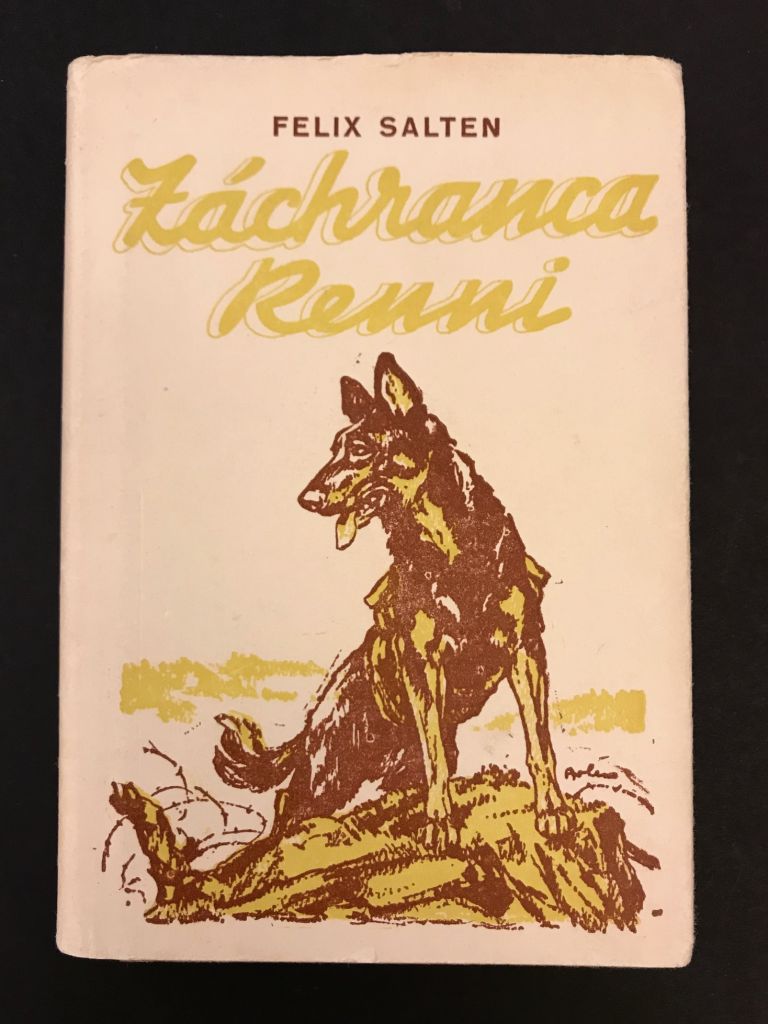 FELIX SALTEN
Záchranca
Renni